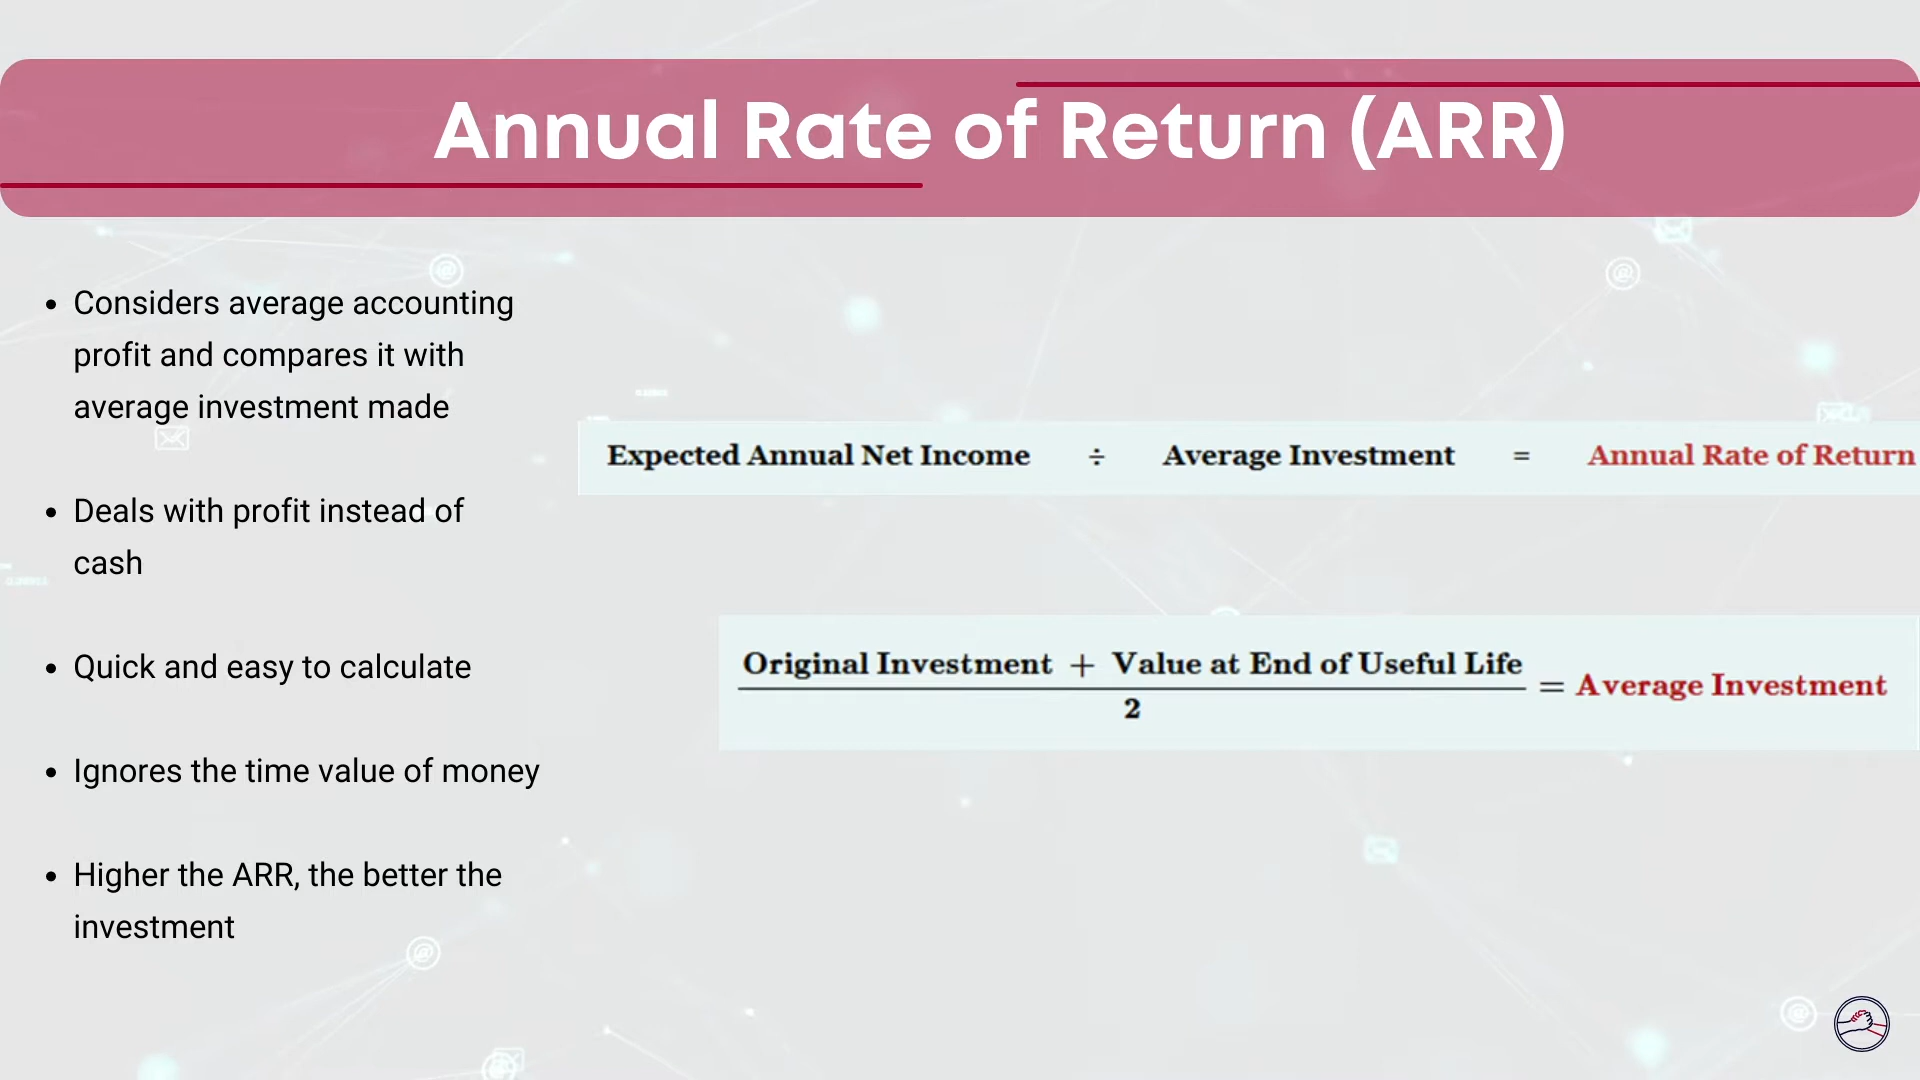 Annual Rate of Return (ARR)
• Considers average accounting
profit and compares it with
average investment made
• Deals with profit instead of
cash
• Quick and easy to calculate
• Ignores the time value of money
• Higher the ARR, the better the
investment
Expected Annual Net Income ÷ Average Investment = Annual Rate of Return
Original Investment + Value at End of Useful Life
2
= Average Investment